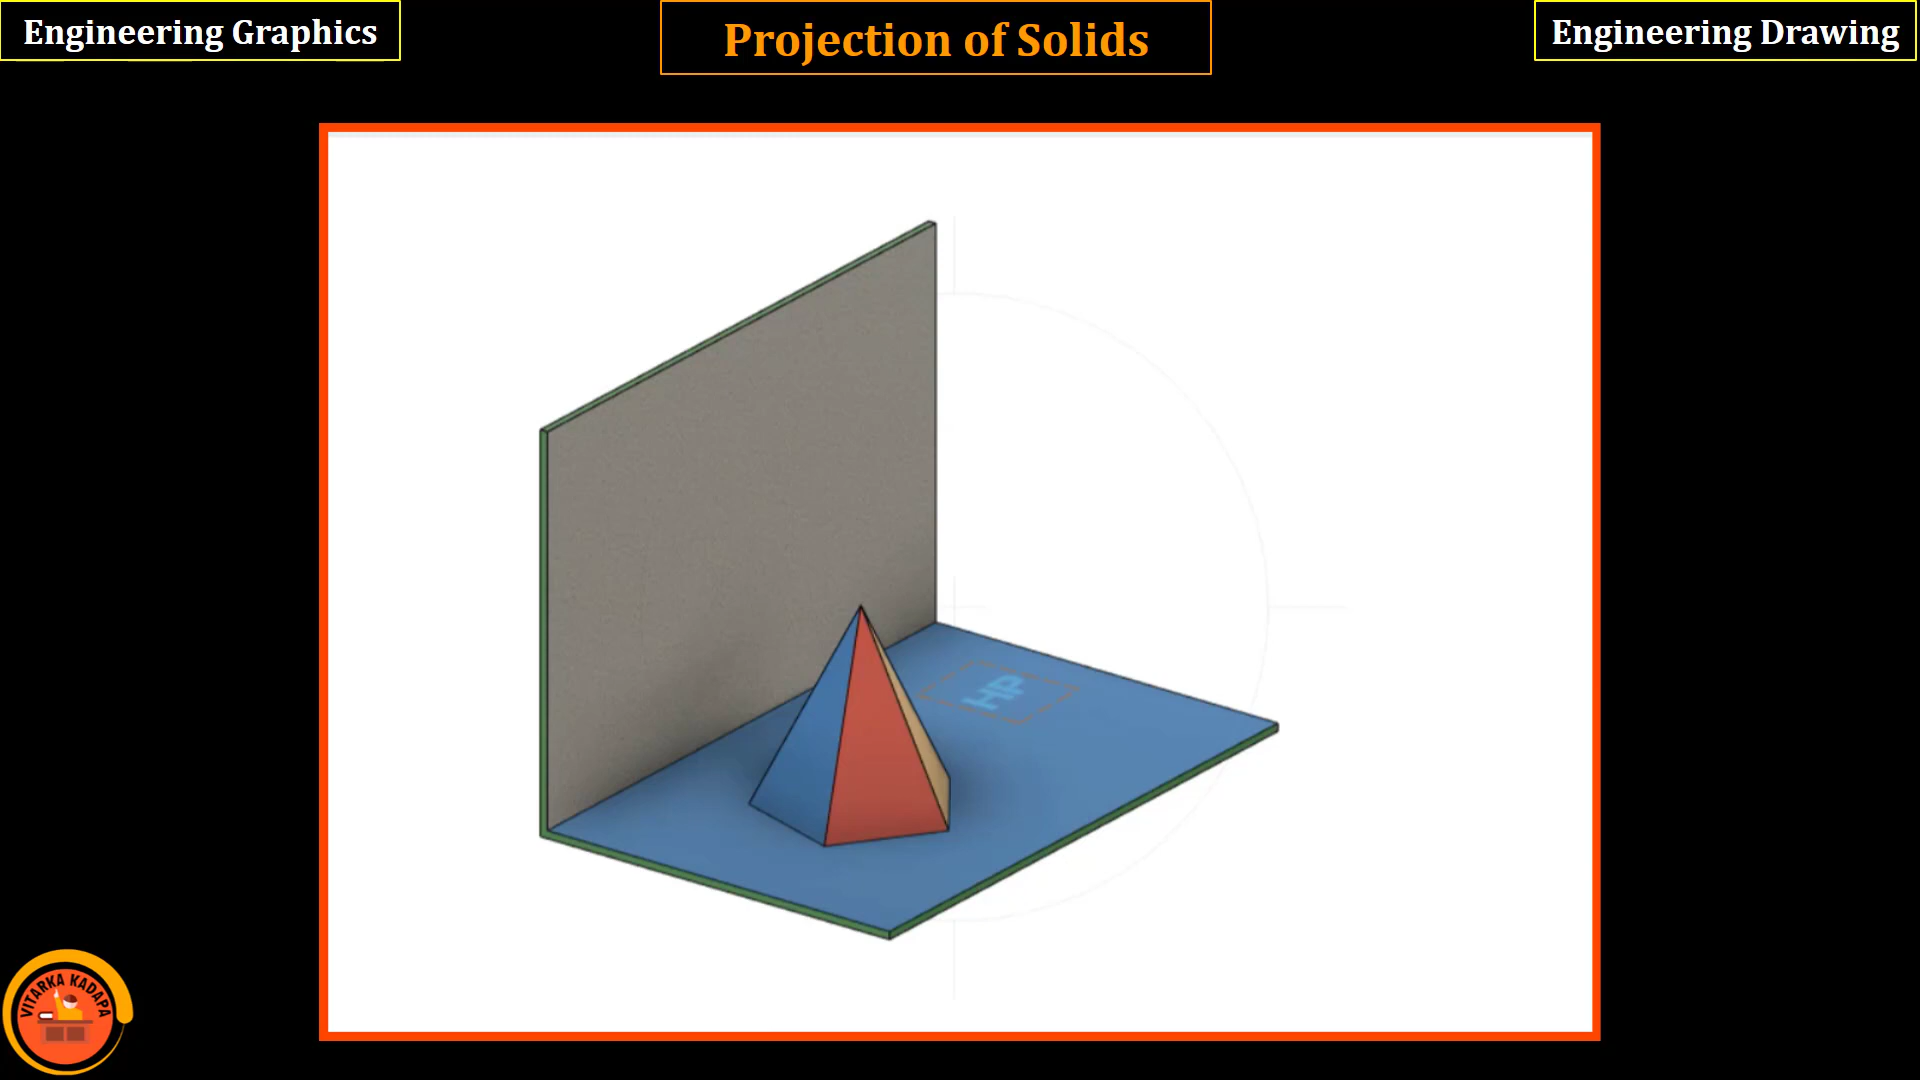 Engineering Graphics
Projection of Solids
Engineering Drawing
HP
VITARKA KADAPA